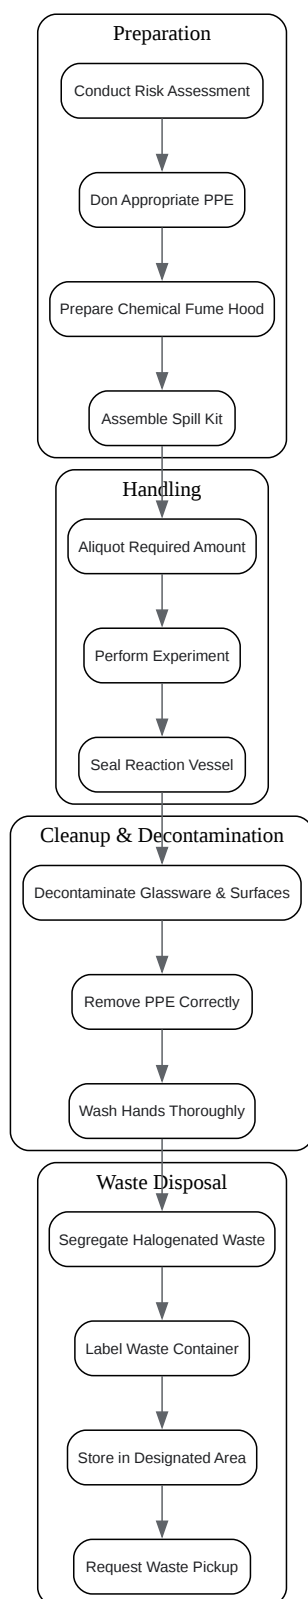 Preparation
Conduct Risk Assessment
Don Appropriate PPE
Prepare Chemical Fume Hood
Assemble Spill Kit
Handling
Aliquot Required Amount
Perform Experiment
Seal Reaction Vessel
Cleanup & Decontamination
Decontaminate Glassware & Surfaces
Remove PPE Correctly
Wash Hands Thoroughly
Waste Disposal
Segregate Halogenated Waste
Label Waste Container
Store in Designated Area
Request Waste Pickup